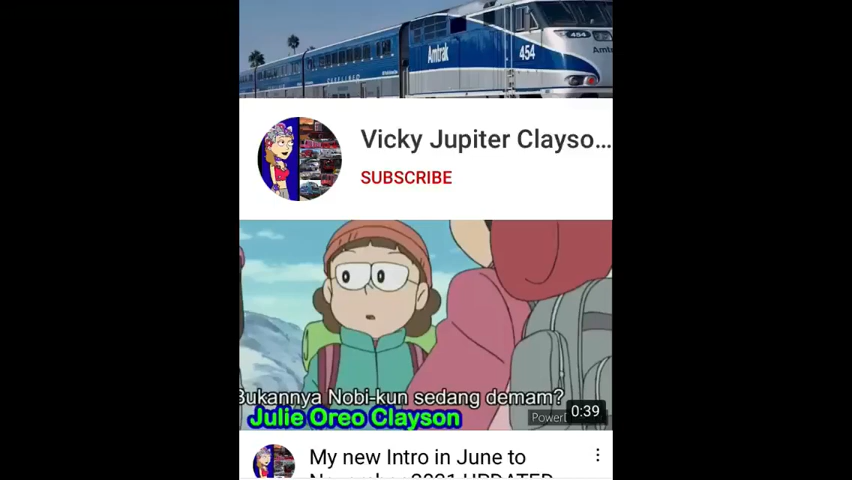 Amtrak
454
454
Vicky Jupiter Clayso...
SUBSCRIBE
Bukannya Nobi-kun sedang demam?
Julie Oreo Clayson
0:39
My new Intro in June to